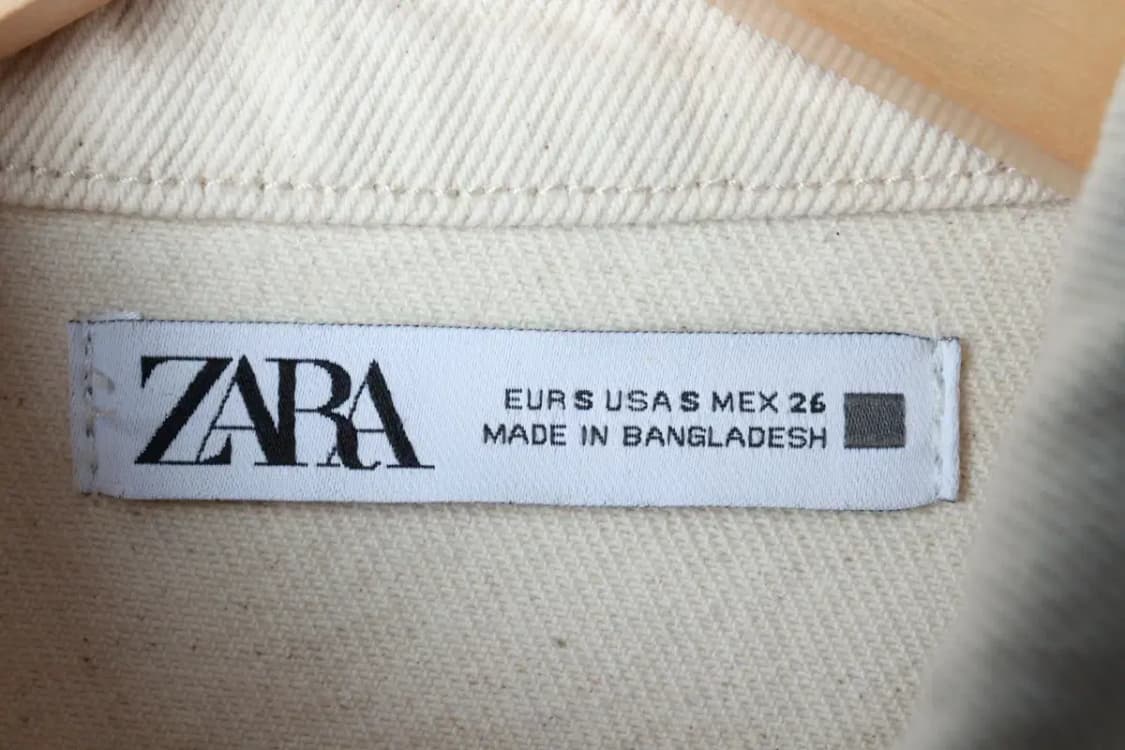 ZARA
EUR S USA S MEX 26
MADE IN BANGLADESH